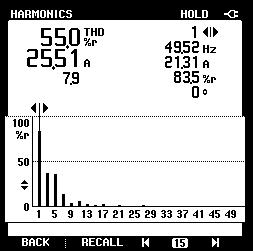 HARMONICS HOLD
55.0 THD %r
25.51 A
7.9
1
49.52 Hz
21.31 A
83.5 %r
0 °
100
%r
50
0
1 5 9 13 17 21 25 29 33 37 41 45 49
BACK RECALL 15